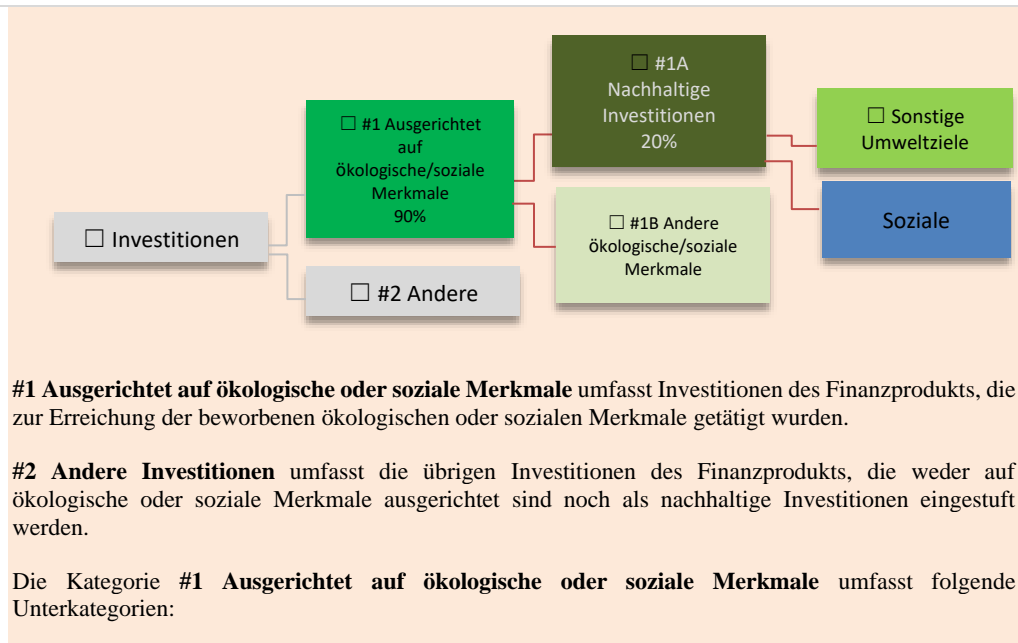 ☐ #1A
Nachhaltige
Investitionen
20%
☐ Sonstige
Umweltziele
☐ #1 Ausgerichtet
auf
ökologische/soziale
Merkmale
90%
Soziale
☐ #1B Andere
ökologische/soziale
Merkmale
☐ Investitionen
☐ #2 Andere
#1 Ausgerichtet auf ökologische oder soziale Merkmale umfasst Investitionen des Finanzprodukts, die
zur Erreichung der beworbenen ökologischen oder sozialen Merkmale getätigt wurden.
#2 Andere Investitionen umfasst die übrigen Investitionen des Finanzprodukts, die weder auf
ökologische oder soziale Merkmale ausgerichtet sind noch als nachhaltige Investitionen eingestuft
werden.
Die Kategorie #1 Ausgerichtet auf ökologische oder soziale Merkmale umfasst folgende
Unterkategorien: